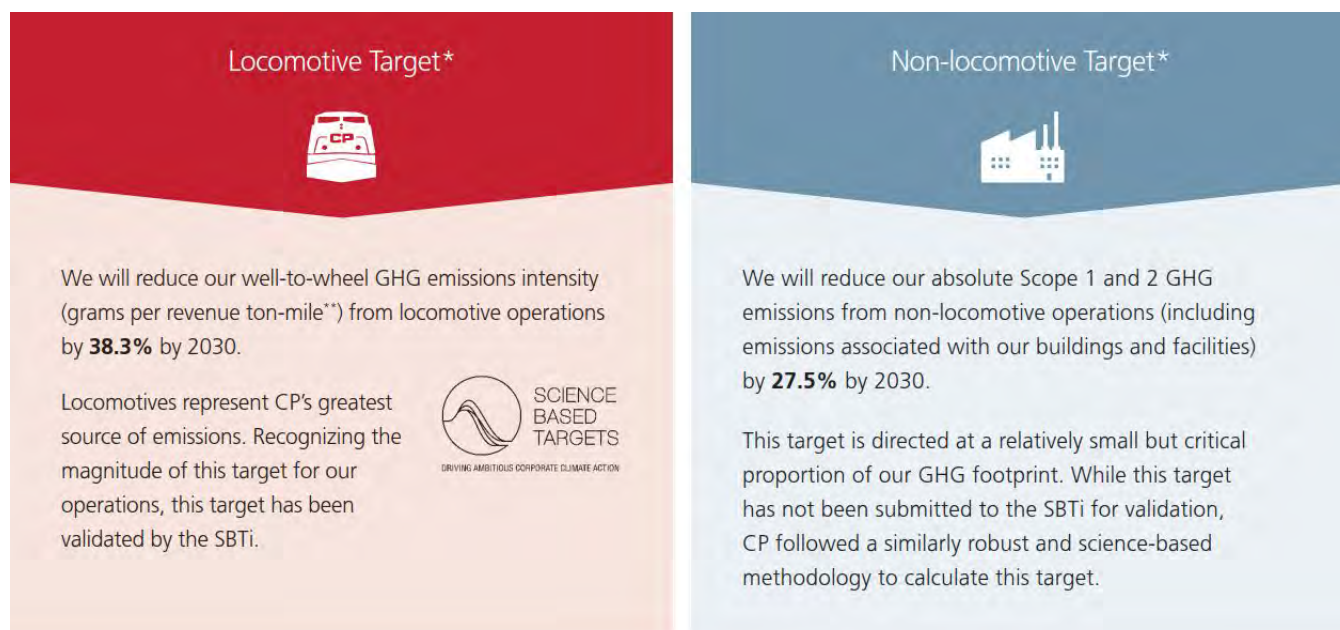 Locomotive Target*
CP
We will reduce our well-to-wheel GHG emissions intensity
(grams per revenue ton-mile**) from locomotive operations
by 38.3% by 2030.
Locomotives represent CP's greatest
source of emissions. Recognizing the
magnitude of this target for our
operations, this target has been
validated by the SBTi.
SCIENCE
BASED
TARGETS
DRIVING AMBITIOUS CORPORATE CLIMATE ACTION
Non-locomotive Target*
We will reduce our absolute Scope 1 and 2 GHG
emissions from non-locomotive operations (including
emissions associated with our buildings and facilities)
by 27.5% by 2030.
This target is directed at a relatively small but critical
proportion of our GHG footprint. While this target
has not been submitted to the SBTi for validation,
CP followed a similarly robust and science-based
methodology to calculate this target.